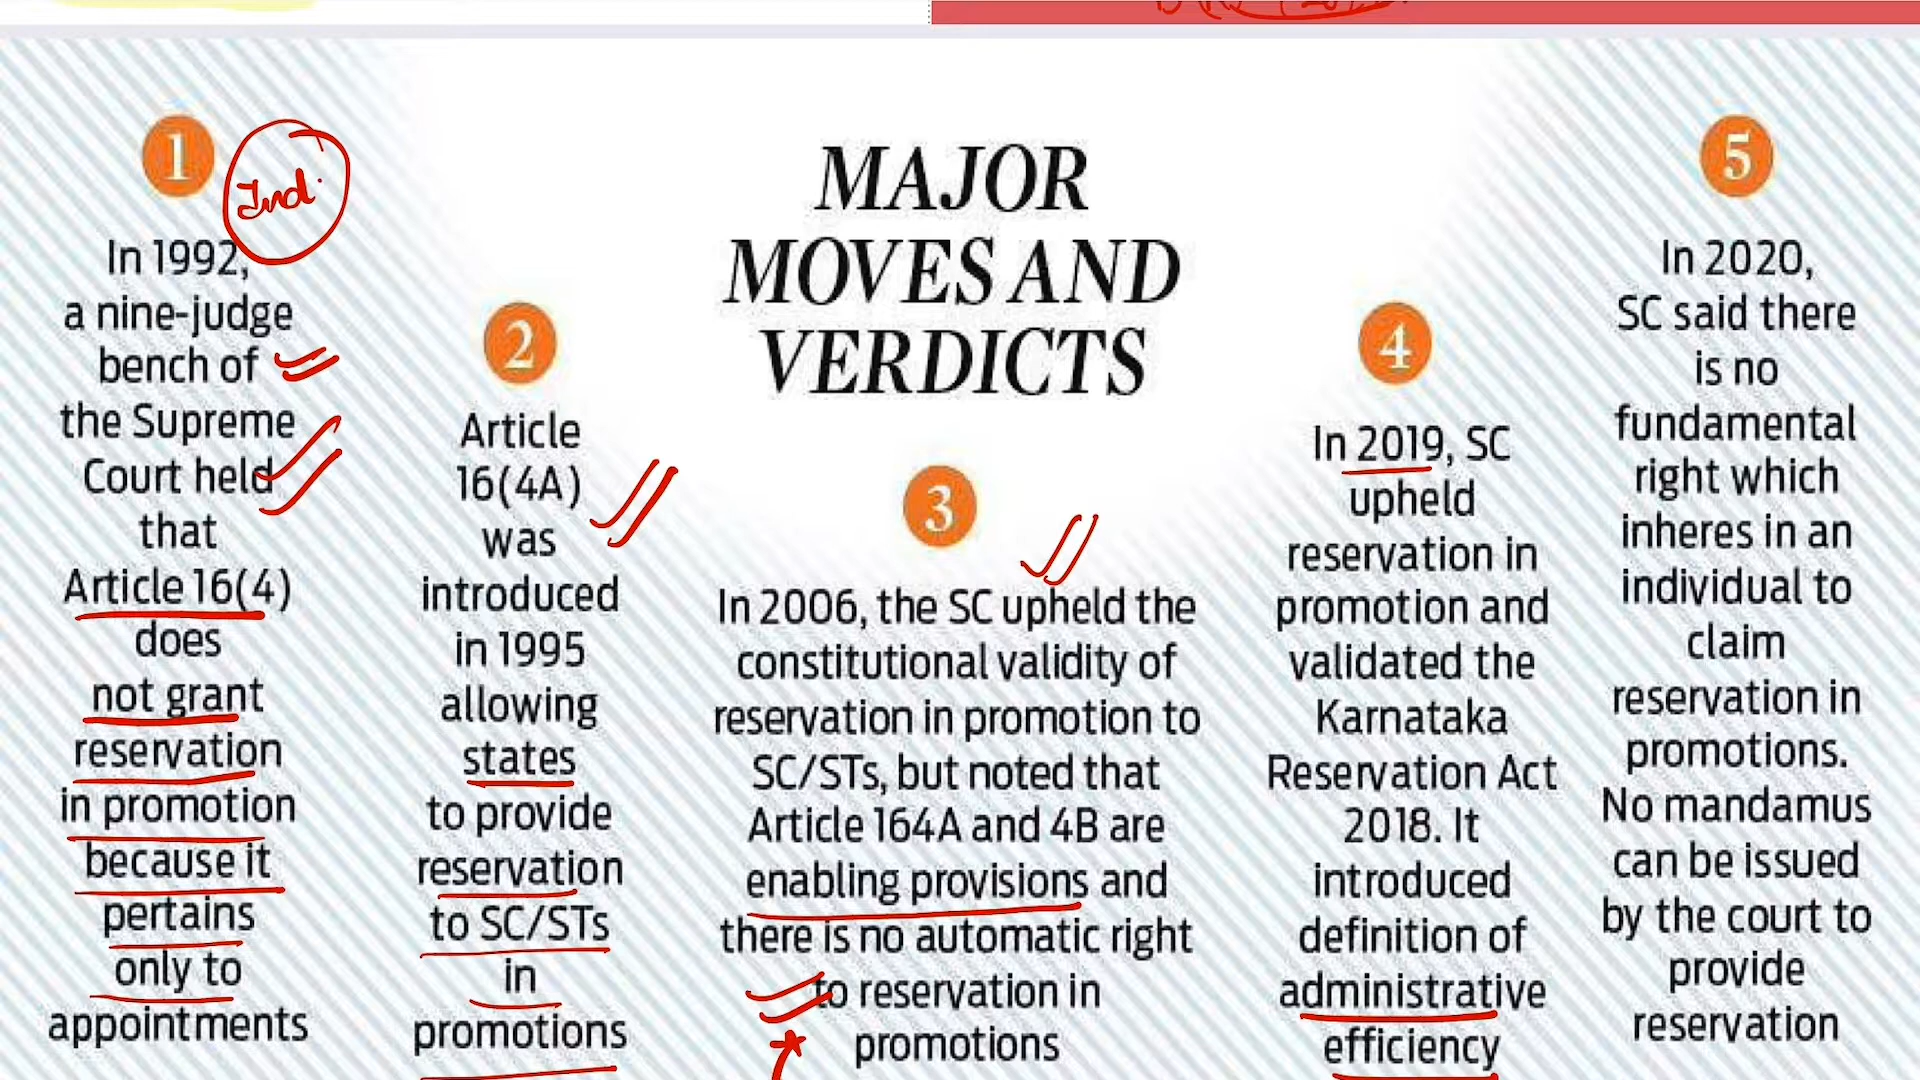 MAJOR
MOVES AND
VERDICTS
1
Ind.
In 1992,
a nine-judge
bench of
the Supreme
Court held
that
Article 16(4)
does
not grant
reservation
in promotion
because it
pertains
only to
appointments
2
Article
16(4A)
was
introduced
in 1995
allowing
states
to provide
reservation
to SC/STs
in
promotions
3
In 2006, the SC upheld the
constitutional validity of
reservation in promotion to
SC/STs, but noted that
Article 164A and 4B are
enabling provisions and
there is no automatic right
to reservation in
promotions
4
In 2019, SC
upheld
reservation in
promotion and
validated the
Karnataka
Reservation Act
2018. It
introduced
definition of
administrative
efficiency
5
In 2020,
SC said there
is no
fundamental
right which
inheres in an
individual to
claim
reservation in
promotions.
No mandamus
can be issued
by the court to
provide
reservation